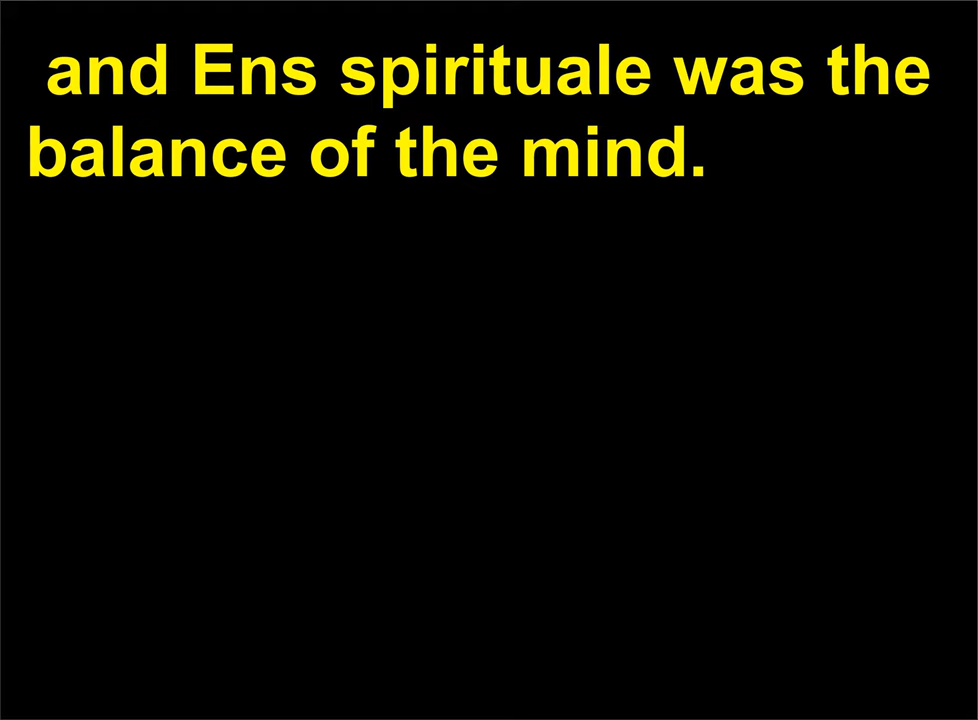 and Ens spirituale was the
balance of the mind.